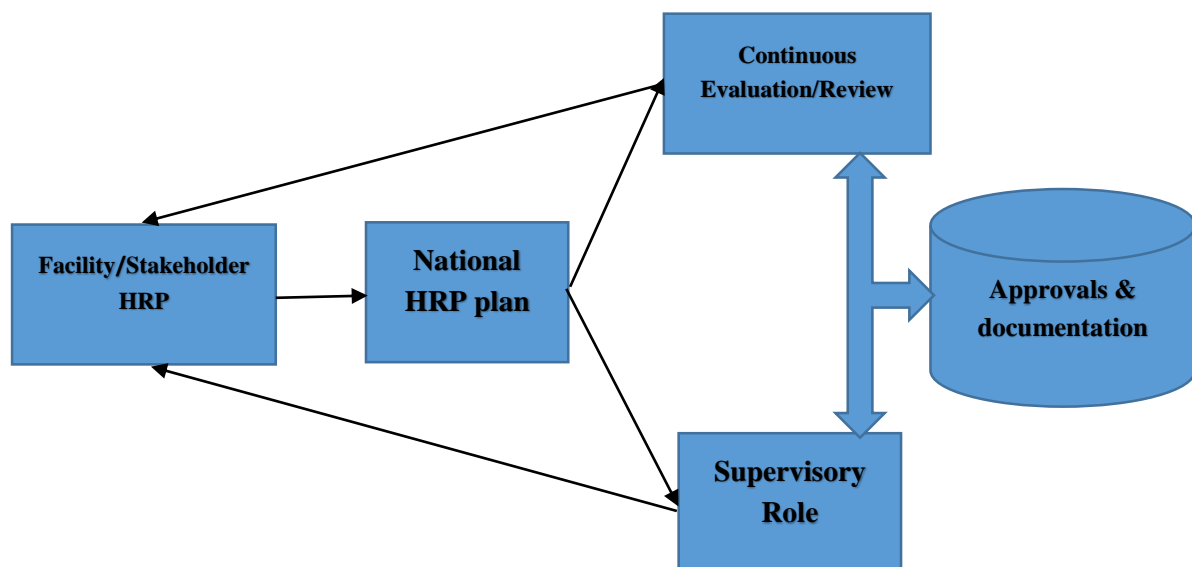 Continuous
Evaluation/Review
Facility/Stakeholder
HRP
National
HRP plan
Approvals &
documentation
Supervisory
Role